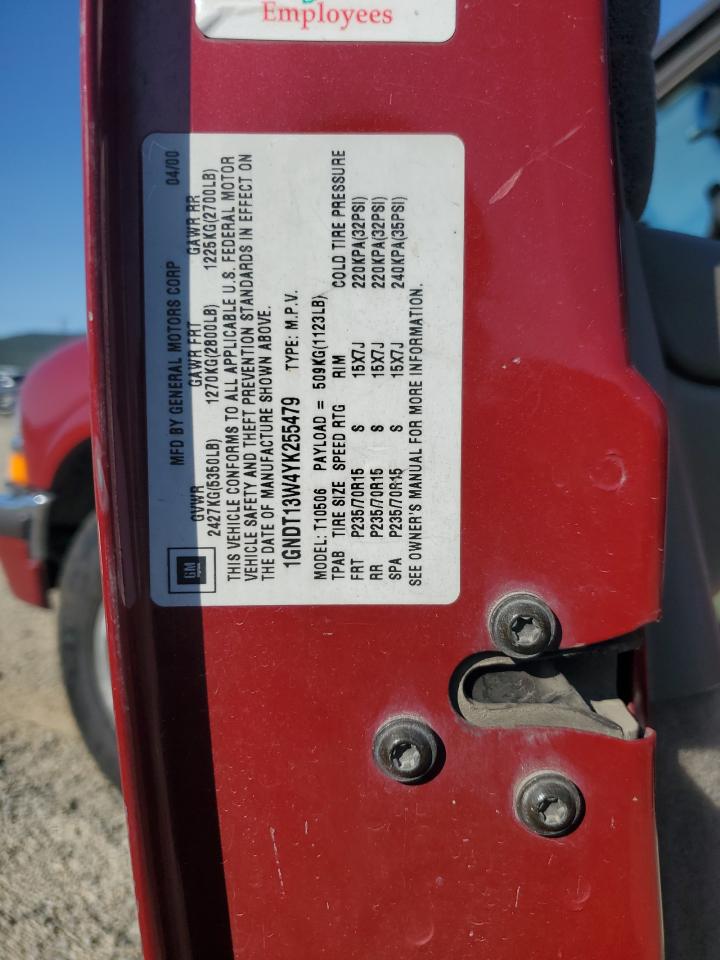 Employees
MFD BY GENERAL MOTORS CORP 04/00
GVWR GAWR FRT GAWR RR
2427KG(5350LB) 1270KG(2800LB) 1225KG(2700LB)
THIS VEHICLE CONFORMS TO ALL APPLICABLE U.S. FEDERAL MOTOR
VEHICLE SAFETY AND THEFT PREVENTION STANDARDS IN EFFECT ON
THE DATE OF MANUFACTURE SHOWN ABOVE.
1GNDT13W4YK255479 TYPE: M.P.V.
MODEL: T10506 PAYLOAD = 509KG(1123LB)
TPAB TIRE SIZE SPEED RTG RIM COLD TIRE PRESSURE
FRT P235/70R15 S 15X7J 220KPA(32PSI)
RR P235/70R15 S 15X7J 220KPA(32PSI)
SPA P235/70R15 S 15X7J 240KPA(35PSI)
SEE OWNER'S MANUAL FOR MORE INFORMATION.
GM